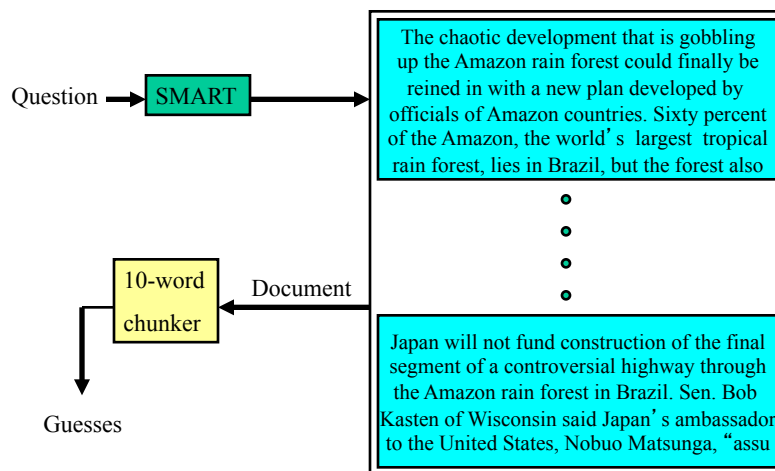 Question
SMART
The chaotic development that is gobbling
up the Amazon rain forest could finally be
reined in with a new plan developed by
officials of Amazon countries. Sixty percent
of the Amazon, the world’s largest tropical
rain forest, lies in Brazil, but the forest also
10-word
chunker
Document
Guesses
Japan will not fund construction of the final
segment of a controversial highway through
the Amazon rain forest in Brazil. Sen. Bob
Kasten of Wisconsin said Japan’s ambassador
to the United States, Nobuo Matsunga, “assu